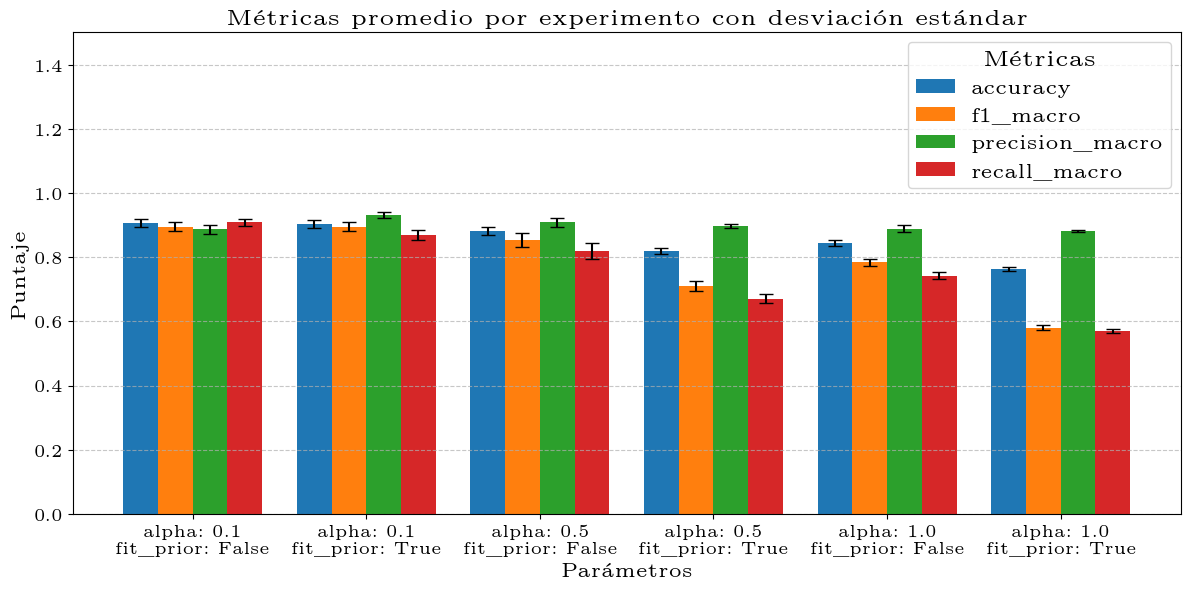 Métricas promedio por experimento con desviación estándar
Métricas
accuracy
f1_macro
precision_macro
recall_macro
Puntaje
1.4
1.2
1.0
0.8
0.6
0.4
0.2
0.0
alpha: 0.1
fit_prior: False
alpha: 0.1
fit_prior: True
alpha: 0.5
fit_prior: False
alpha: 0.5
fit_prior: True
alpha: 1.0
fit_prior: False
alpha: 1.0
fit_prior: True
Parámetros